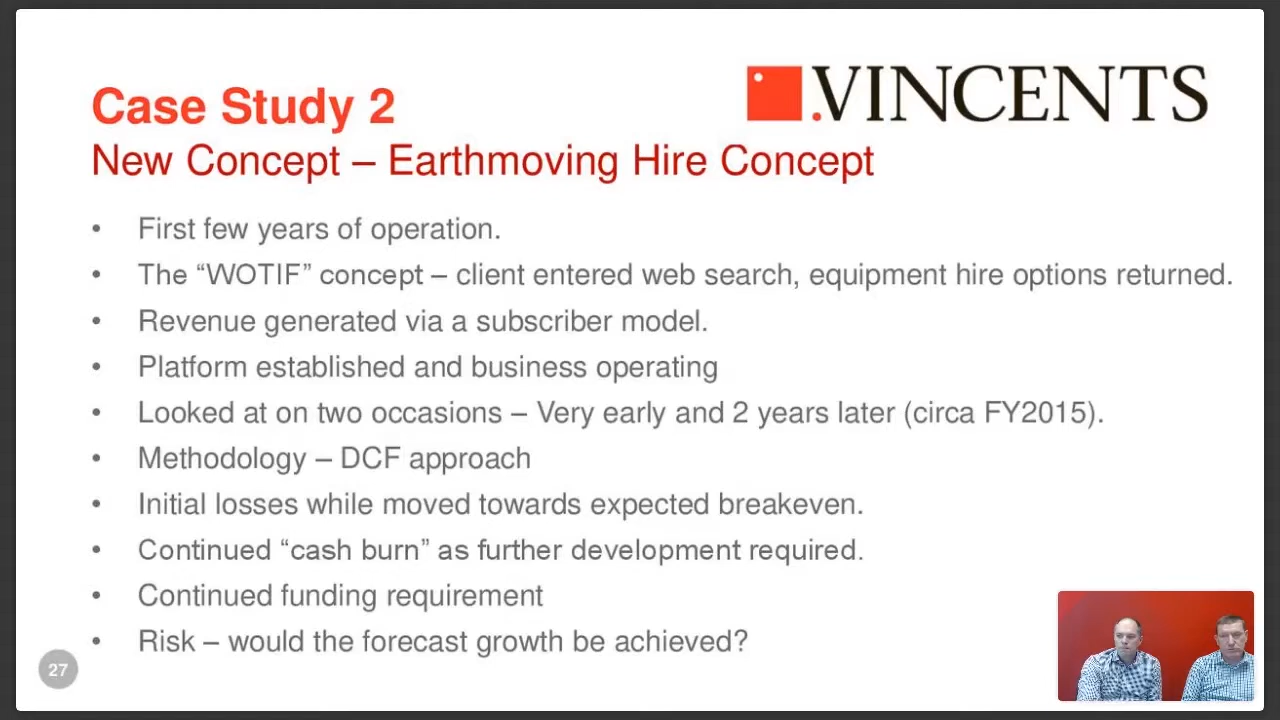 .VINCENTS
Case Study 2
New Concept – Earthmoving Hire Concept
• First few years of operation.
• The “WOTIF” concept – client entered web search, equipment hire options returned.
• Revenue generated via a subscriber model.
• Platform established and business operating
• Looked at on two occasions – Very early and 2 years later (circa FY2015).
• Methodology – DCF approach
• Initial losses while moved towards expected breakeven.
• Continued “cash burn” as further development required.
• Continued funding requirement
• Risk – would the forecast growth be achieved?
27